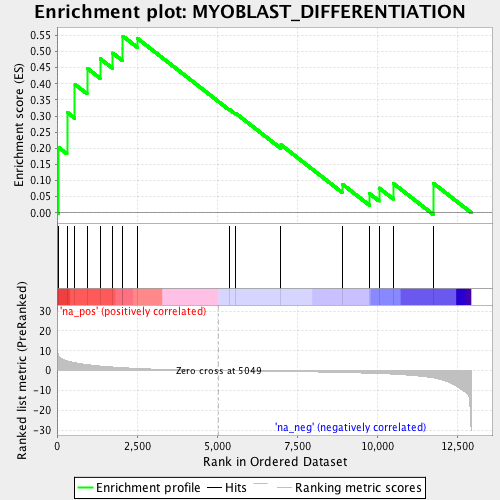 Enrichment plot: MYOBLAST_DIFFERENTIATION
Enrichment score (ES)
0.55
0.50
0.45
0.40
0.35
0.30
0.25
0.20
0.15
0.10
0.05
0.00
'na_pos' (positively correlated)
Ranked list metric (PreRanked)
30
20
10
0
-10
-20
-30
Zero cross at 5049
'na_neg' (negatively correlated)
0 2,500 5,000 7,500 10,000 12,500
Rank in Ordered Dataset
Enrichment profile Hits Ranking metric scores